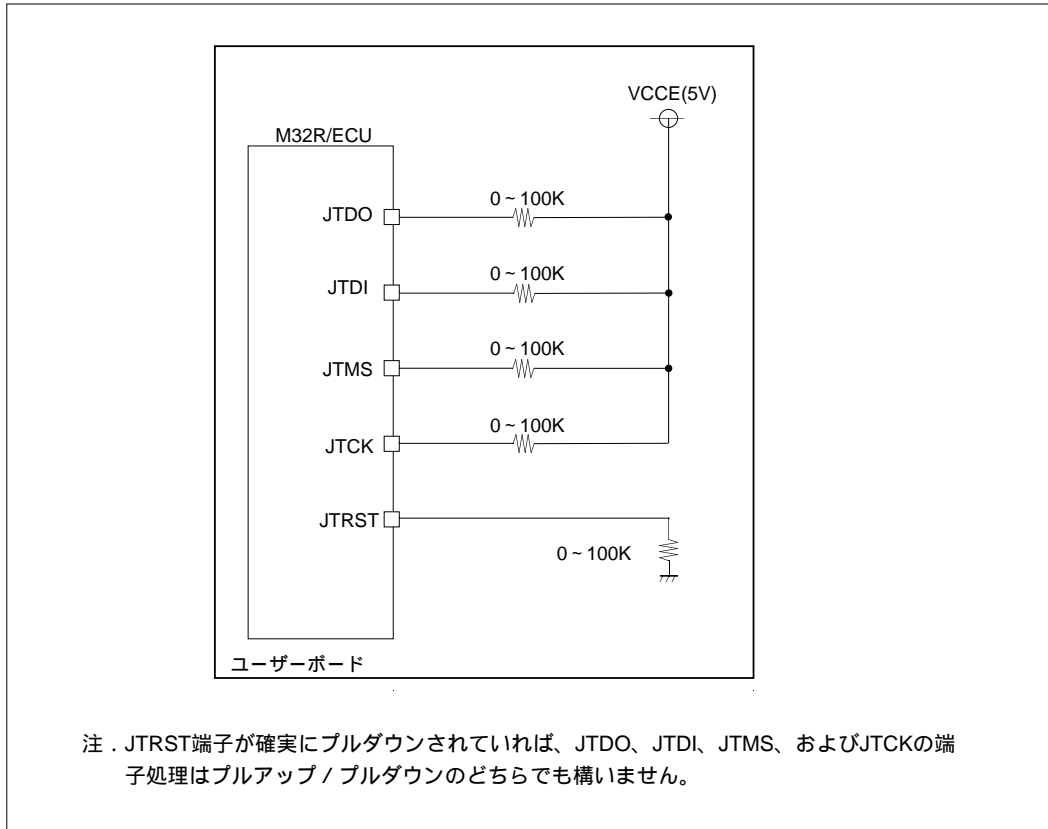 VCCE(5V)
M32R/ECU
0 ~ 100K
JTDO
0 ~ 100K
JTDI
0 ~ 100K
JTMS
0 ~ 100K
JTCK
JTRST
0 ~ 100K
ユーザーボード
注 . JTRST端子が確実にプルダウンされていれば、JTDO、JTDI、JTMS、およびJTCKの端
子処理はプルアップ / プルダウンのどちらでも構いません。